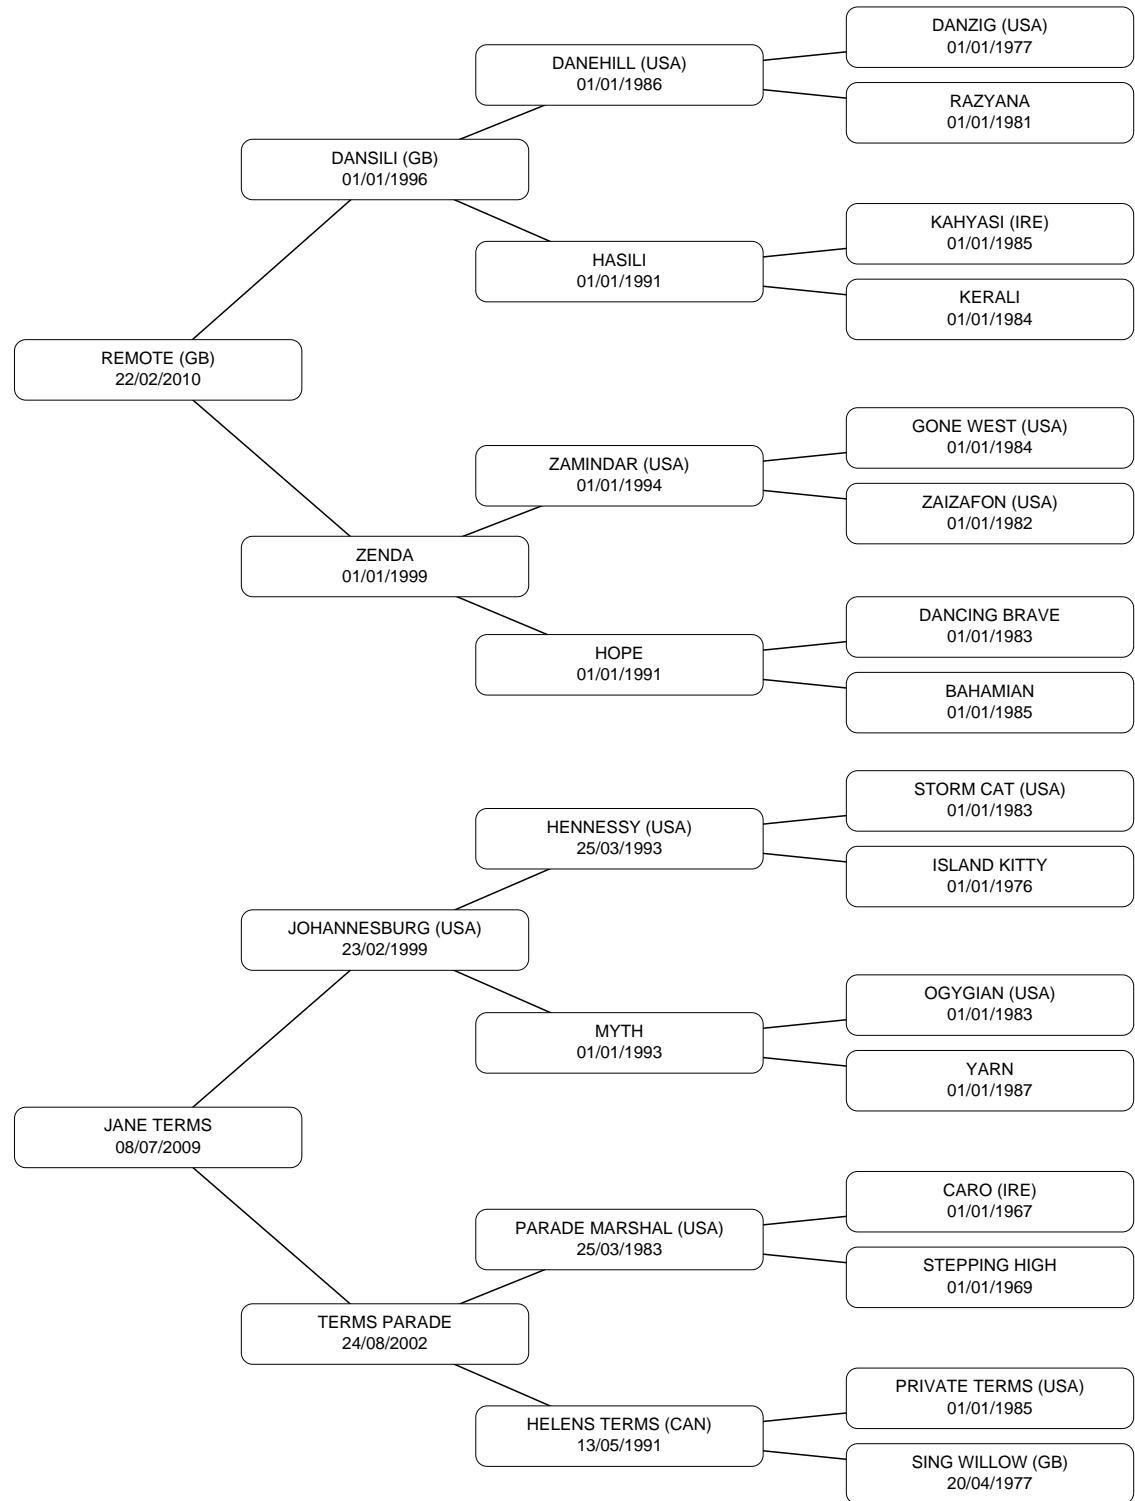 DANZIG (USA)
01/01/1977
DANEHILL (USA)
01/01/1986
RAZYANA
01/01/1981
DANSILI (GB)
01/01/1996
KAHYASI (IRE)
01/01/1985
HASILI
01/01/1991
KERALI
01/01/1984
REMOTE (GB)
22/02/2010
GONE WEST (USA)
01/01/1984
ZAMINDAR (USA)
01/01/1994
ZAIZAFON (USA)
01/01/1982
ZENDA
01/01/1999
DANCING BRAVE
01/01/1983
HOPE
01/01/1991
BAHAMIAN
01/01/1985
STORM CAT (USA)
01/01/1983
HENNESSY (USA)
25/03/1993
ISLAND KITTY
01/01/1976
JOHANNESBURG (USA)
23/02/1999
OGYGIAN (USA)
01/01/1983
MYTH
01/01/1993
YARN
01/01/1987
JANE TERMS
08/07/2009
CARO (IRE)
01/01/1967
PARADE MARSHAL (USA)
25/03/1983
STEPPING HIGH
01/01/1969
TERMS PARADE
24/08/2002
PRIVATE TERMS (USA)
01/01/1985
HELENS TERMS (CAN)
13/05/1991
SING WILLOW (GB)
20/04/1977